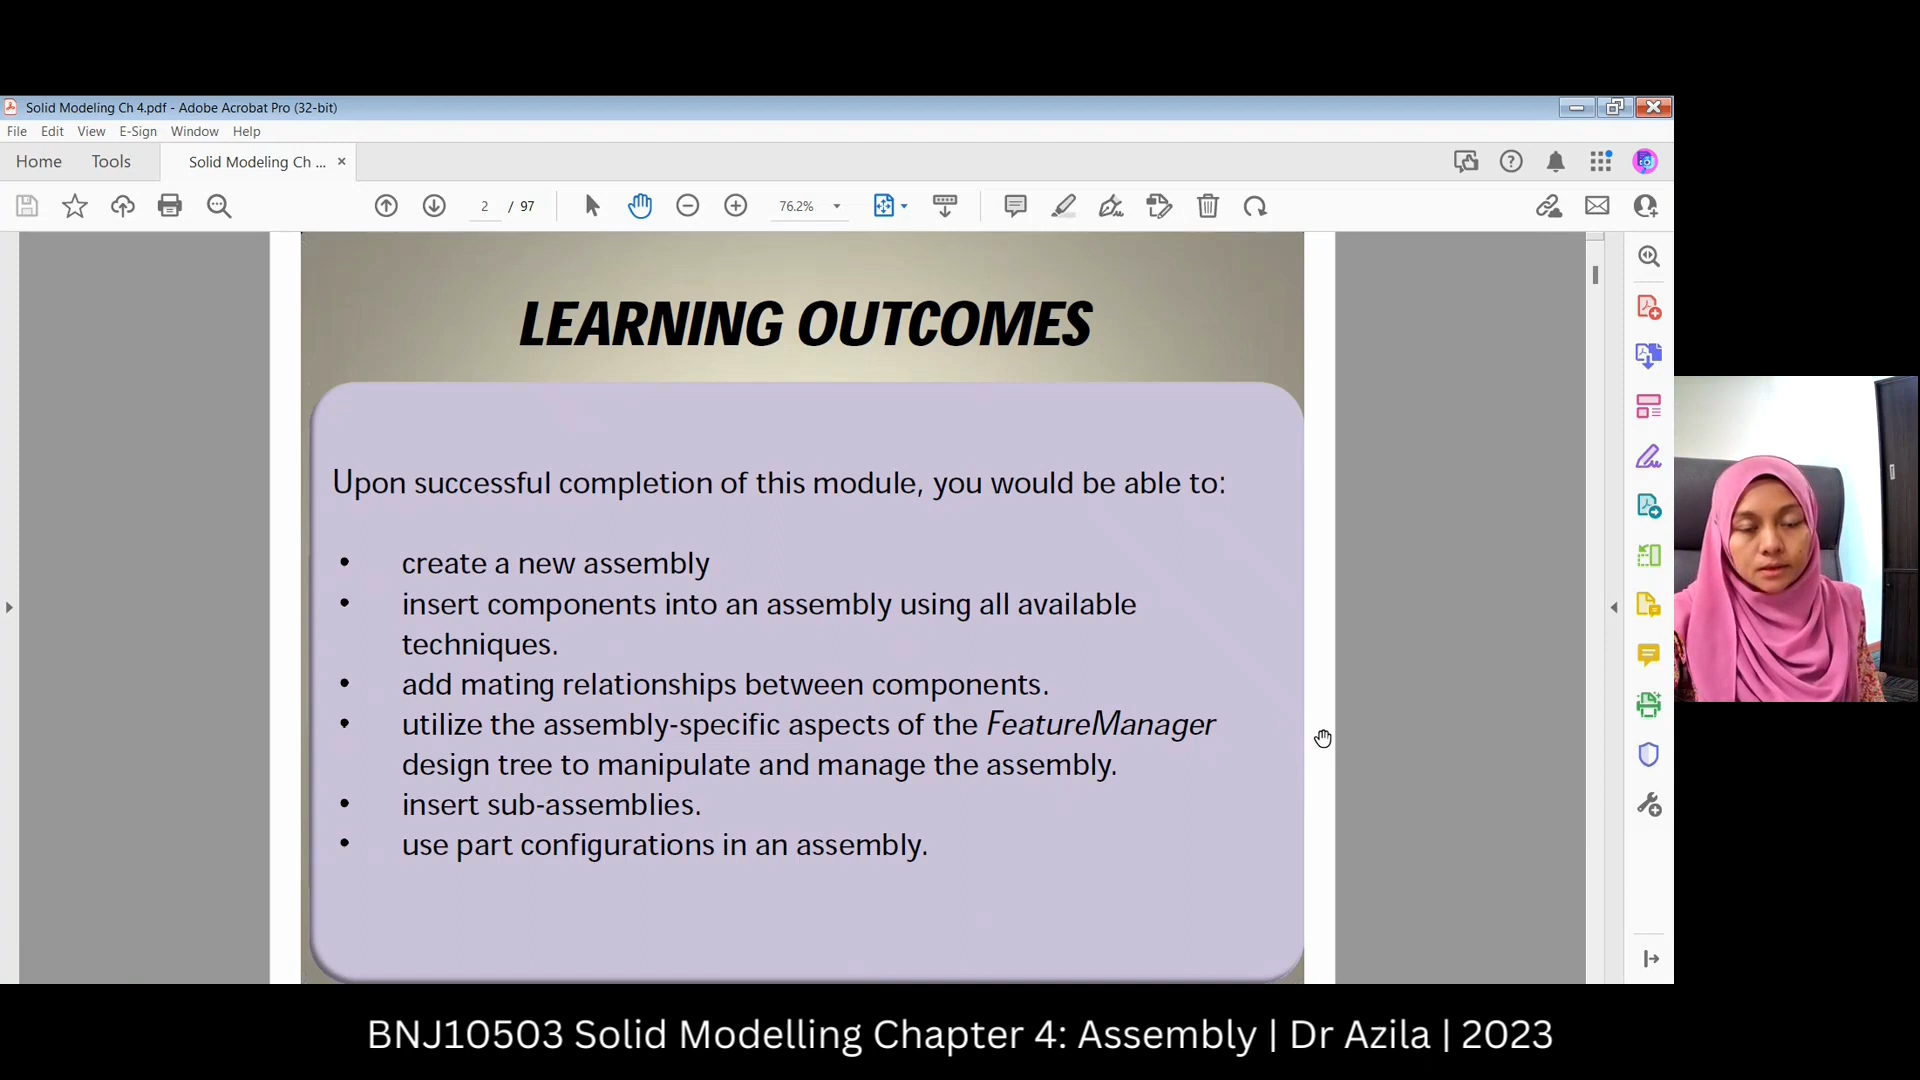 Solid Modeling Ch 4.pdf - Adobe Acrobat Pro (32-bit)
File Edit View E-Sign Window Help
Home Tools Solid Modeling Ch ... ×
2 / 97 76.2%
LEARNING OUTCOMES
Upon successful completion of this module, you would be able to:
• create a new assembly
• insert components into an assembly using all available
techniques.
• add mating relationships between components.
• utilize the assembly-specific aspects of the FeatureManager
design tree to manipulate and manage the assembly.
• insert sub-assemblies.
• use part configurations in an assembly.
BNJ10503 Solid Modelling Chapter 4: Assembly | Dr Azila | 2023